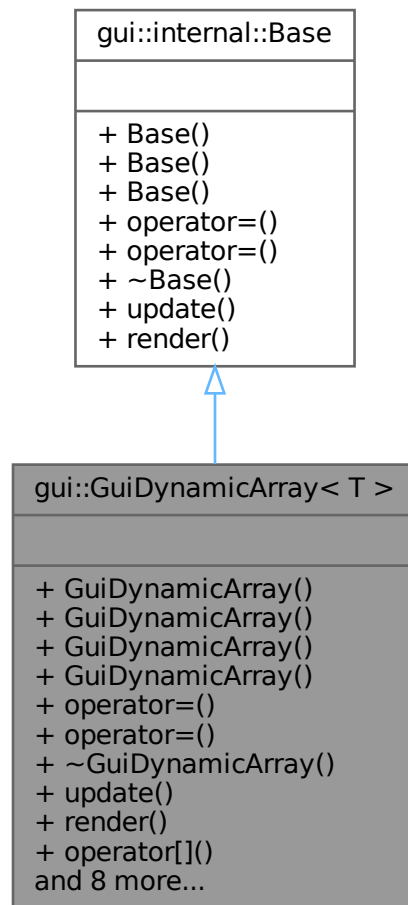 gui::internal::Base
+ Base()
+ Base()
+ Base()
+ operator=()
+ operator=()
+ ~Base()
+ update()
+ render()
gui::GuiDynamicArray< T >
+ GuiDynamicArray()
+ GuiDynamicArray()
+ GuiDynamicArray()
+ GuiDynamicArray()
+ operator=()
+ operator=()
+ ~GuiDynamicArray()
+ update()
+ render()
+ operator[]()
and 8 more...